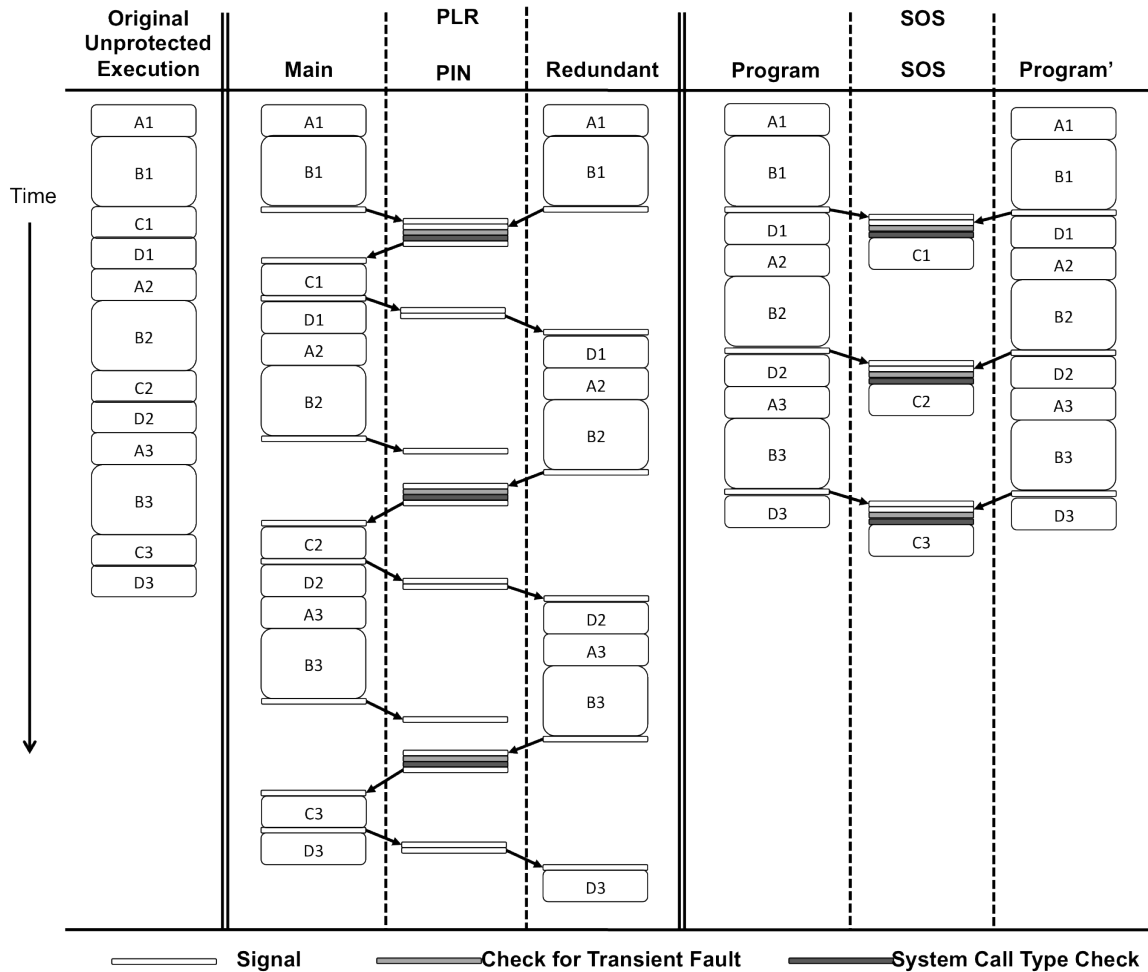 Original
Unprotected
Execution
PLR
Main
PIN
Redundant
SOS
Program
SOS
Program’
Time
A1
B1
C1
D1
A2
B2
C2
D2
A3
B3
C3
D3
A1
B1
C1
D1
A2
B2
C2
D2
A3
B3
C3
D3
A1
B1
D1
A2
B2
D2
A3
B3
D3
A1
B1
D1
A2
B2
D2
A3
B3
D3
C1
C2
C3
A1
B1
D1
A2
B2
D2
A3
B3
D3
Signal
Check for Transient Fault
System Call Type Check